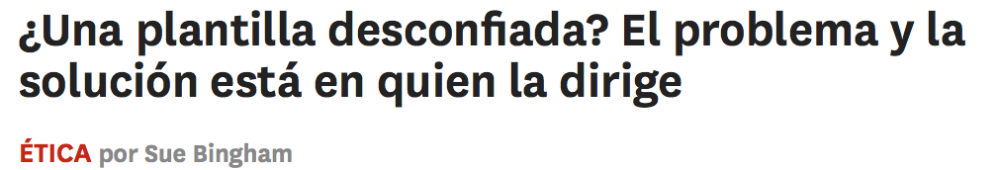 ¿Una plantilla desconfiada? El problema y la
solución está en quien la dirige
ÉTICA por Sue Bingham